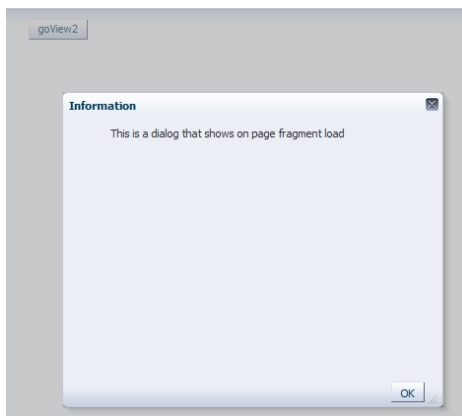 goView2
Information
This is a dialog that shows on page fragment load
OK